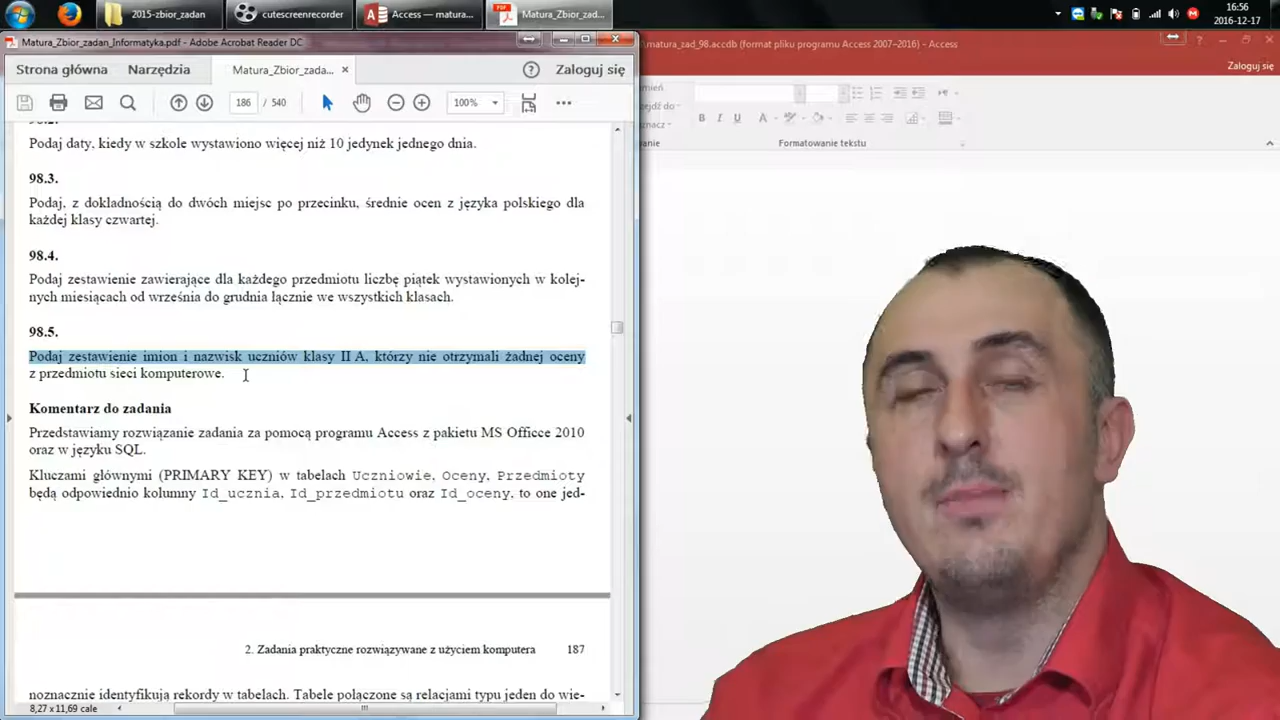 2015-zbior_zadan
cutescreenrecorder
Access — matura...
Matura_Zbior_zad...
16:56
2016-12-17
Matura_Zbior_zadan_Informatyka.pdf - Adobe Acrobat Reader DC
\matura_zad_98.accdb (format pliku programu Access 2007–2016) - Access
Strona główna
Narzędzia
Matura_Zbior_zada...
Zaloguj się
Zaloguj się
186 / 540
100%
Formatowanie tekstu
Podaj daty, kiedy w szkole wystawiono więcej niż 10 jedynek jednego dnia.
98.3.
Podaj, z dokładnością do dwóch miejsc po przecinku, średnie ocen z języka polskiego dla
każdej klasy czwartej.
98.4.
Podaj zestawienie zawierające dla każdego przedmiotu liczbę piątek wystawionych w kolej-
nych miesiącach od września do grudnia łącznie we wszystkich klasach.
98.5.
Podaj zestawienie imion i nazwisk uczniów klasy II A, którzy nie otrzymali żadnej oceny
z przedmiotu sieci komputerowe.
Komentarz do zadania
Przedstawiamy rozwiązanie zadania za pomocą programu Access z pakietu MS Officce 2010
oraz w języku SQL.
Kluczami głównymi (PRIMARY KEY) w tabelach Uczniowie, Oceny, Przedmioty
będą odpowiednio kolumny Id_ucznia, Id_przedmiotu oraz Id_oceny, to one jed-
2. Zadania praktyczne rozwiązywane z użyciem komputera 187
noznacznie identyfikują rekordy w tabelach. Tabele połączone są relacjami typu jeden do wie-
8,27 x 11,69 cale